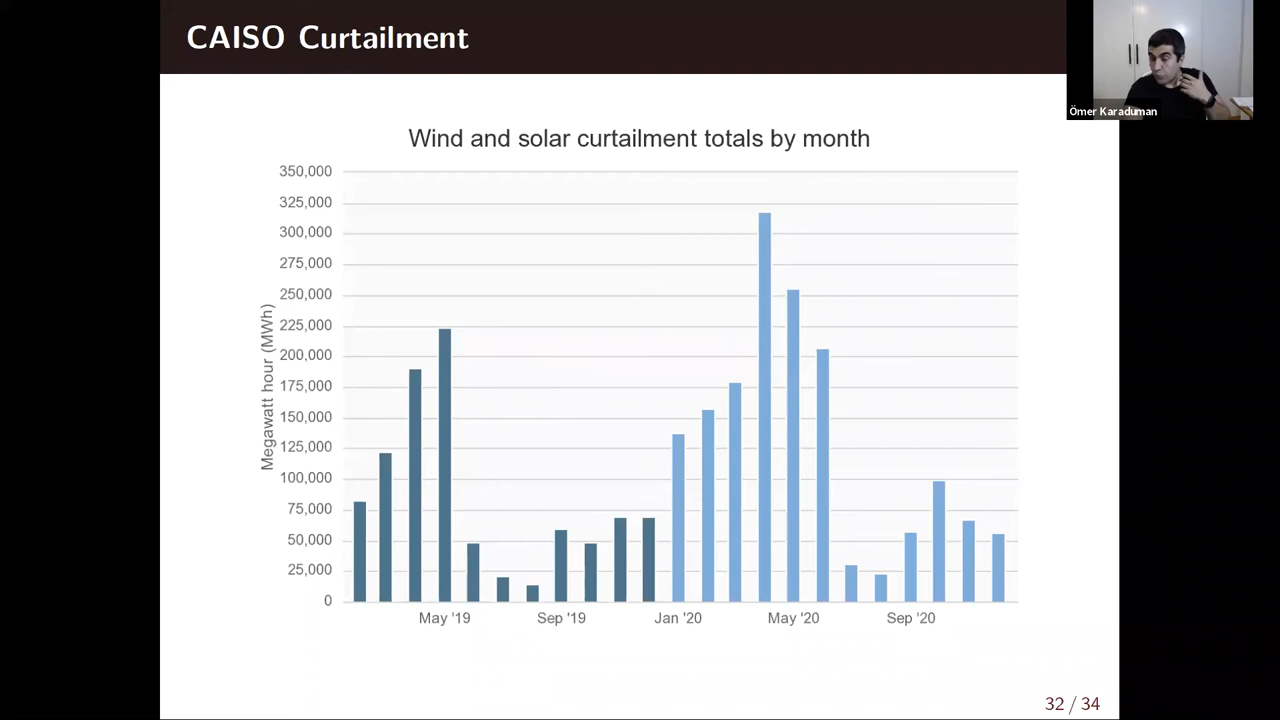 CAISO Curtailment
Ömer Karaduman
Wind and solar curtailment totals by month
Megawatt hour (MWh)
350,000
325,000
300,000
275,000
250,000
225,000
200,000
175,000
150,000
125,000
100,000
75,000
50,000
25,000
0
May '19 Sep '19 Jan '20 May '20 Sep '20
32 / 34